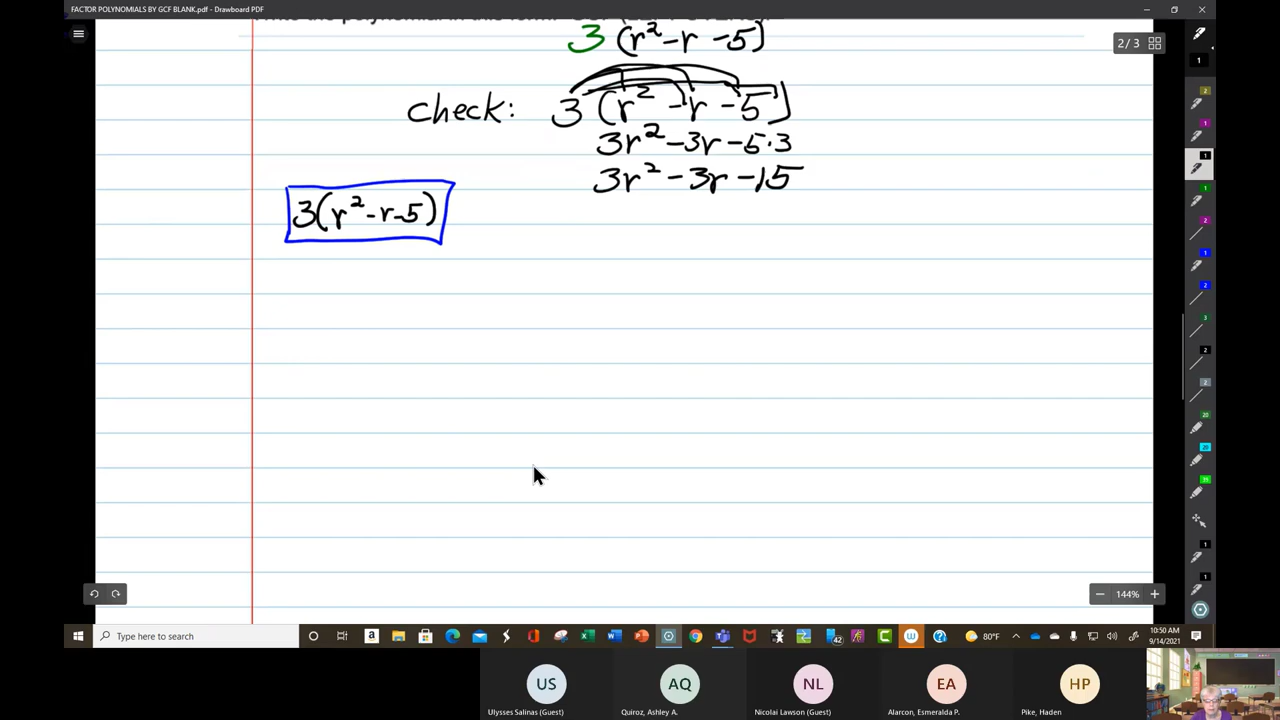 FACTOR POLYNOMIALS BY GCF BLANK.pdf - Drawboard PDF
3 (r² - r - 5)
2 / 3
check: 3 (r² - r - 5)
3r² - 3r - 5·3
3r² - 3r - 15
3(r² - r - 5)
144%
Type here to search
42
80°F
10:50 AM
9/14/2021
US
AQ
NL
EA
HP
Ulysses Salinas (Guest)
Quiroz, Ashley A.
Nicolai Lawson (Guest)
Alarcon, Esmeralda P.
Pike, Haden